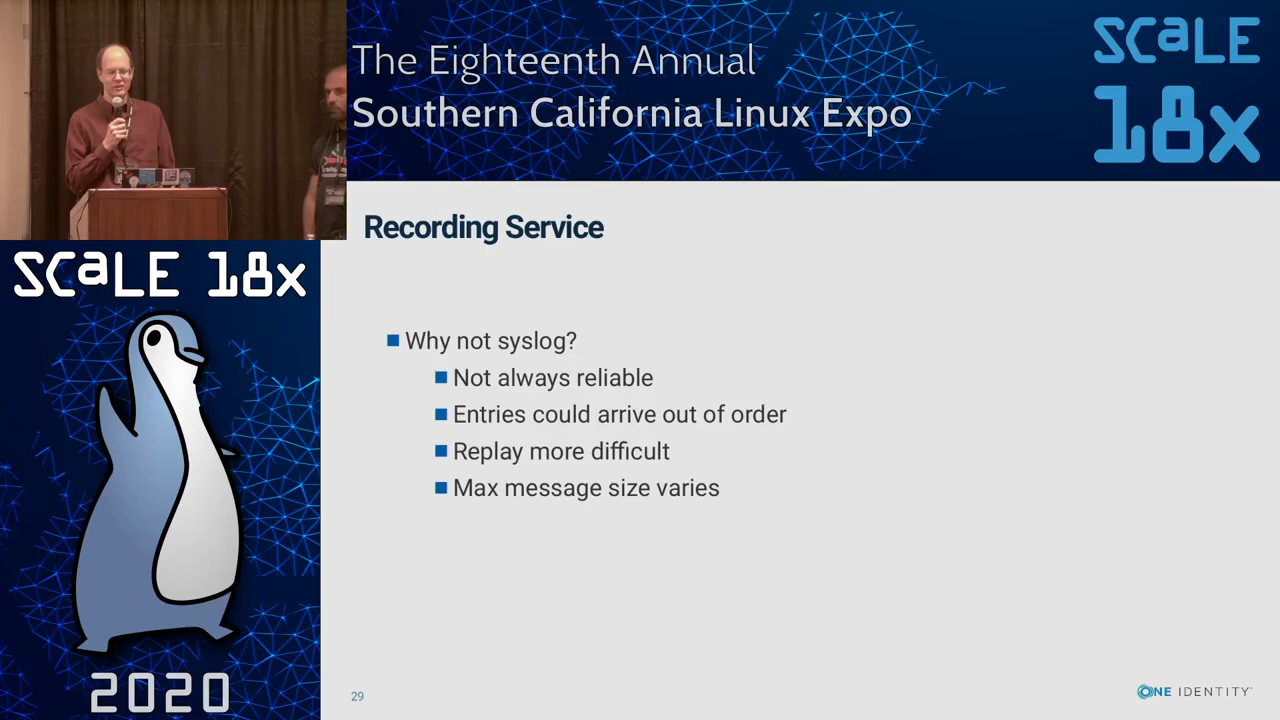 The Eighteenth Annual
Southern California Linux Expo
SCaLE
18x
SCaLE 18x
2020
Recording Service
Why not syslog?
Not always reliable
Entries could arrive out of order
Replay more difficult
Max message size varies
29
ONE IDENTITY